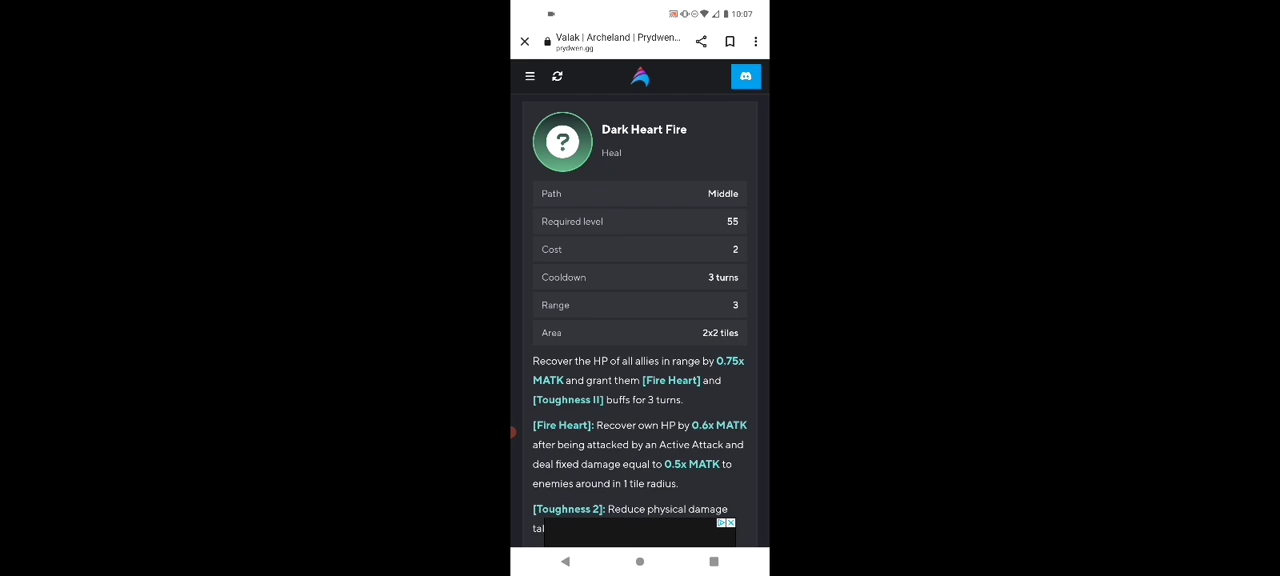 10:07
Valak | Archeland | Prydwen...
prydwen.gg
Dark Heart Fire
Heal
Path Middle
Required level 55
Cost 2
Cooldown 3 turns
Range 3
Area 2x2 tiles
Recover the HP of all allies in range by 0.75x
MATK and grant them [Fire Heart] and
[Toughness II] buffs for 3 turns.
[Fire Heart]: Recover own HP by 0.6x MATK
after being attacked by an Active Attack and
deal fixed damage equal to 0.5x MATK to
enemies around in 1 tile radius.
[Toughness 2]: Reduce physical damage